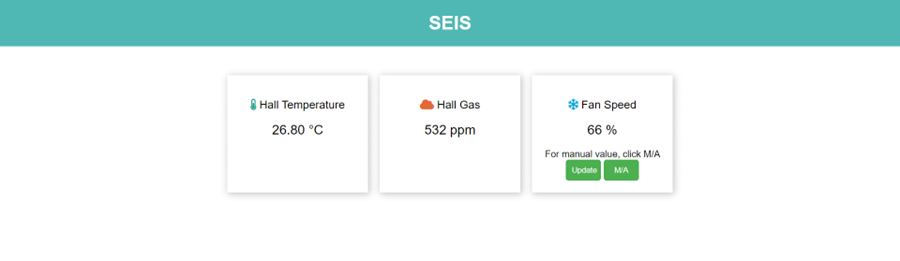 SEIS
Hall Temperature
26.80 °C
Hall Gas
532 ppm
Fan Speed
66 %
For manual value, click M/A
Update M/A